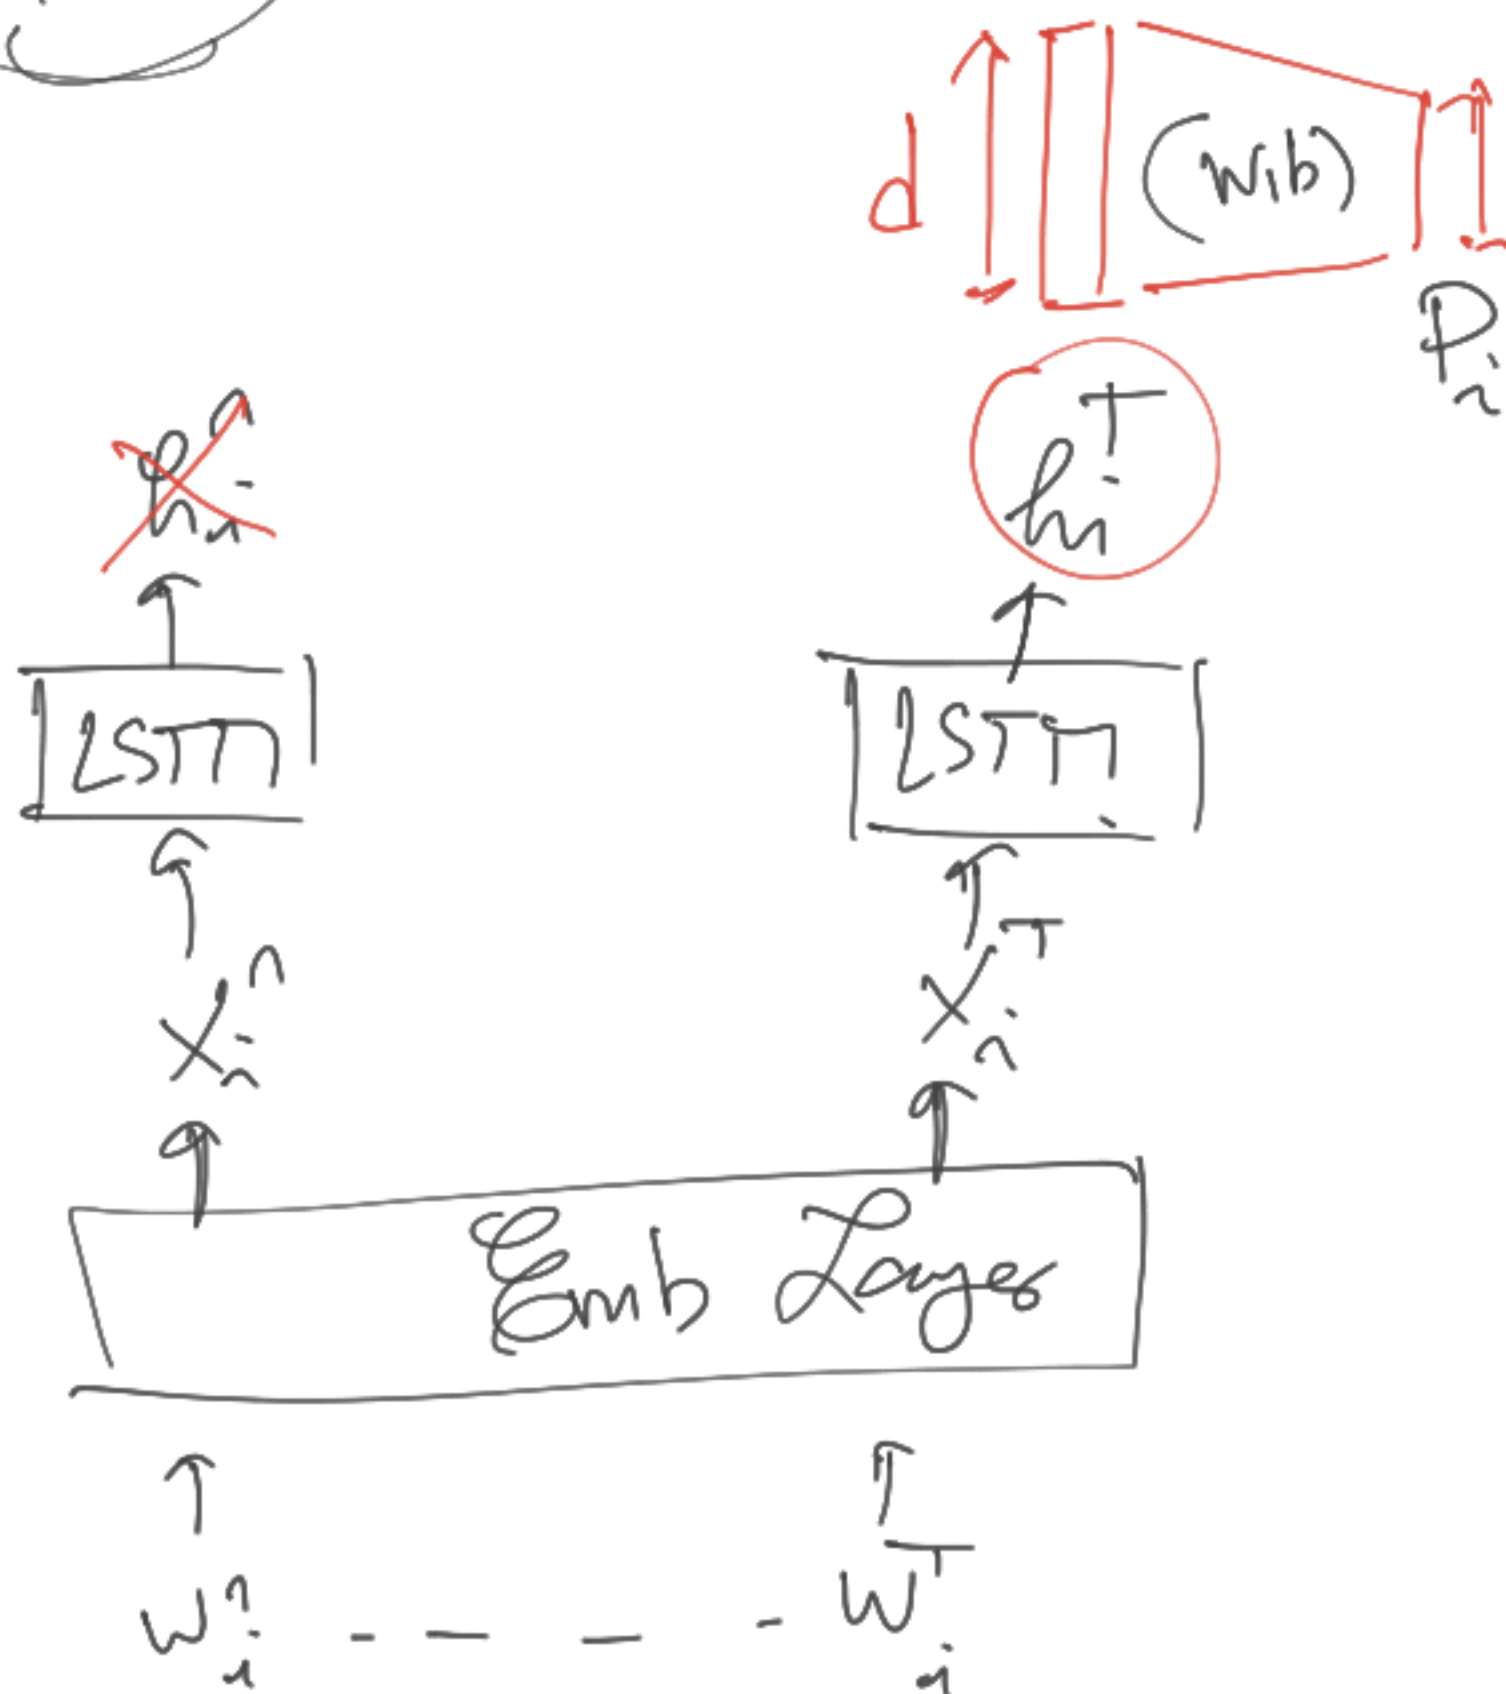 d (W,b)
P_i
h_i^1 h_i^T
LSTM LSTM
x_i^1 x_i^T
Emb Layer
w_i^1 - - - - w_i^T